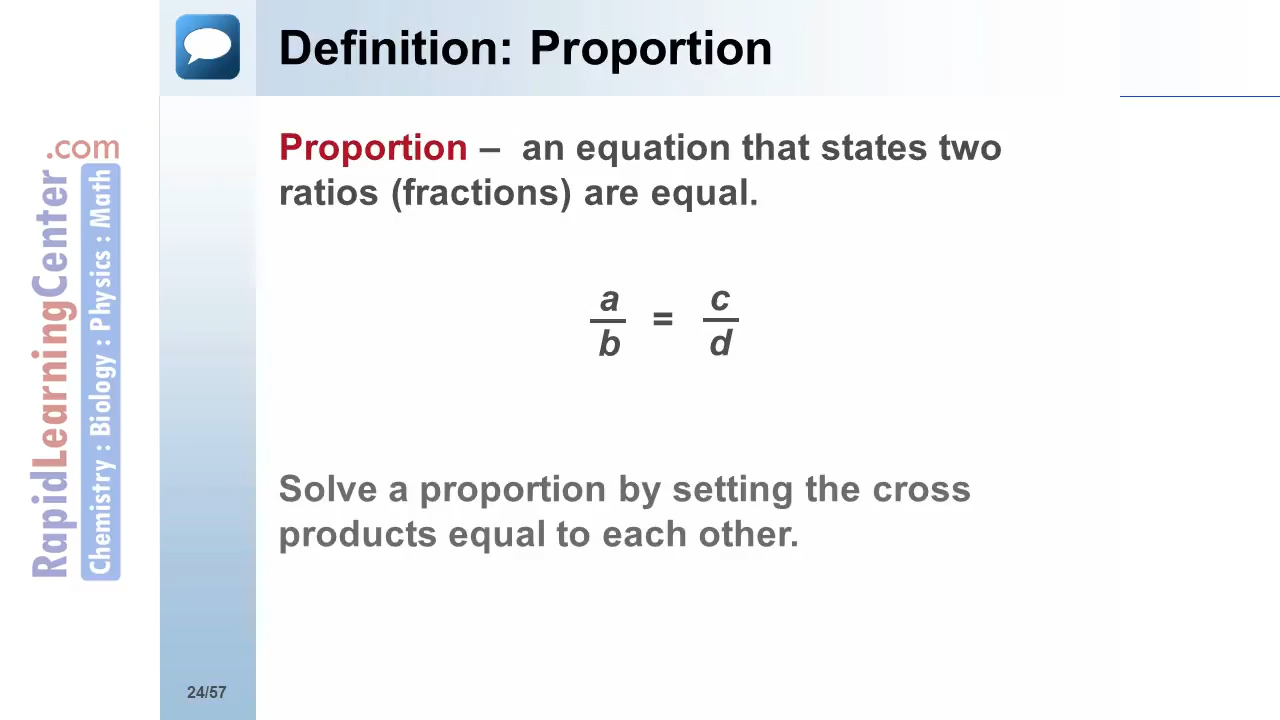 Definition: Proportion
Proportion – an equation that states two
ratios (fractions) are equal.
a/b = c/d
Solve a proportion by setting the cross
products equal to each other.
RapidLearningCenter.com
Chemistry : Biology : Physics : Math
24/57